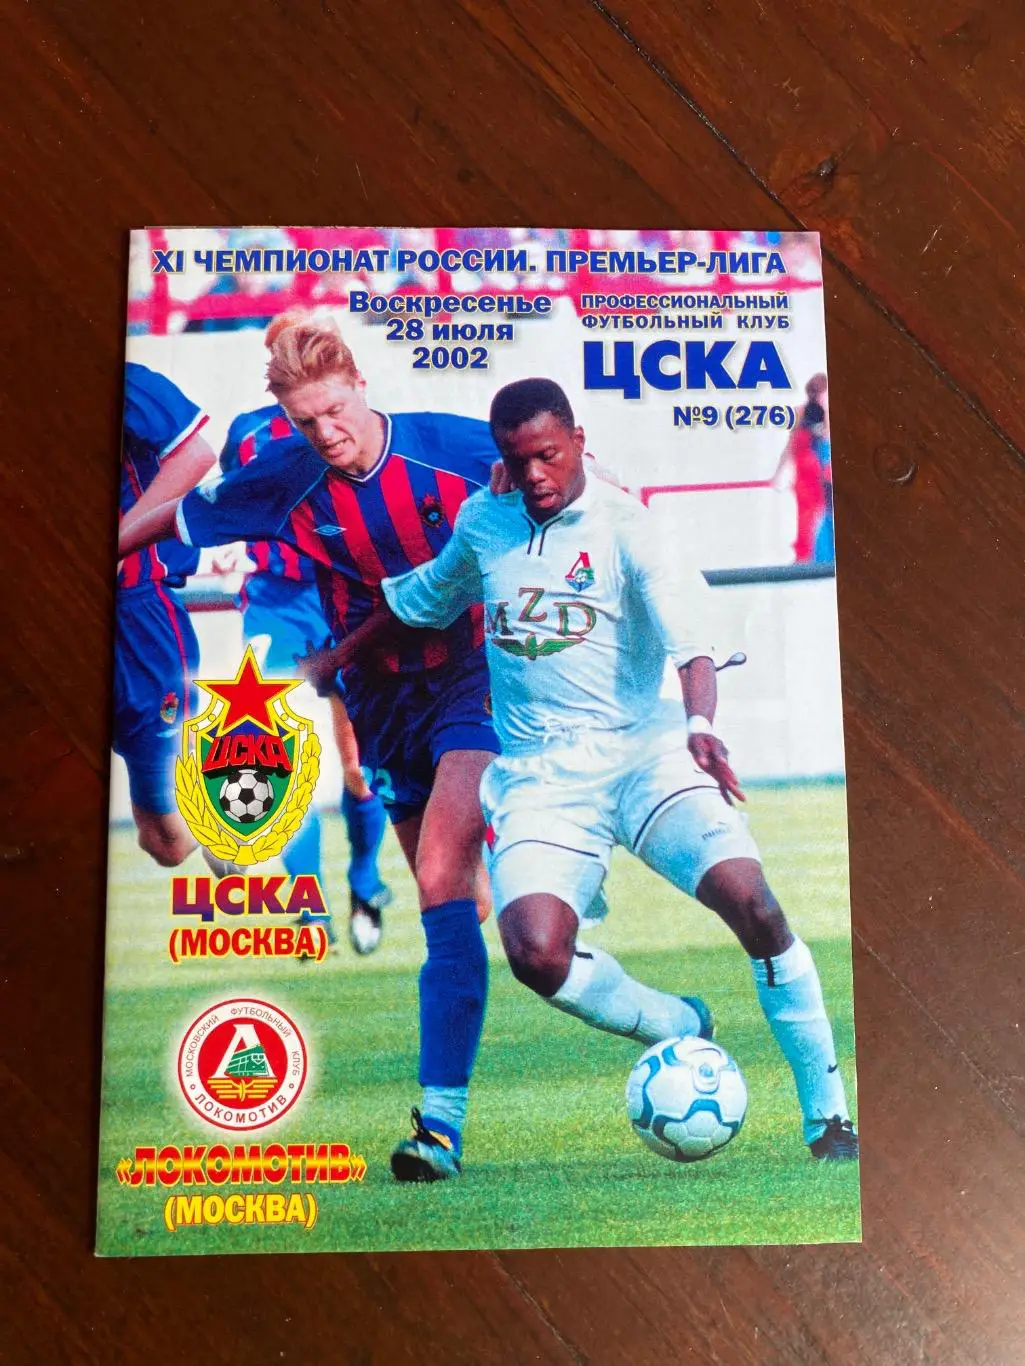 XI ЧЕМПИОНАТ РОССИИ. ПРЕМЬЕР-ЛИГА
Воскресенье
28 июля
2002
ПРОФЕССИОНАЛЬНЫЙ
ФУТБОЛЬНЫЙ КЛУБ
ЦСКА
№9 (276)
MZD
ЦСКА
ЦСКА
(МОСКВА)
МОСКОВСКИЙ ФУТБОЛЬНЫЙ КЛУБ
ЛОКОМОТИВ
«ЛОКОМОТИВ»
(МОСКВА)